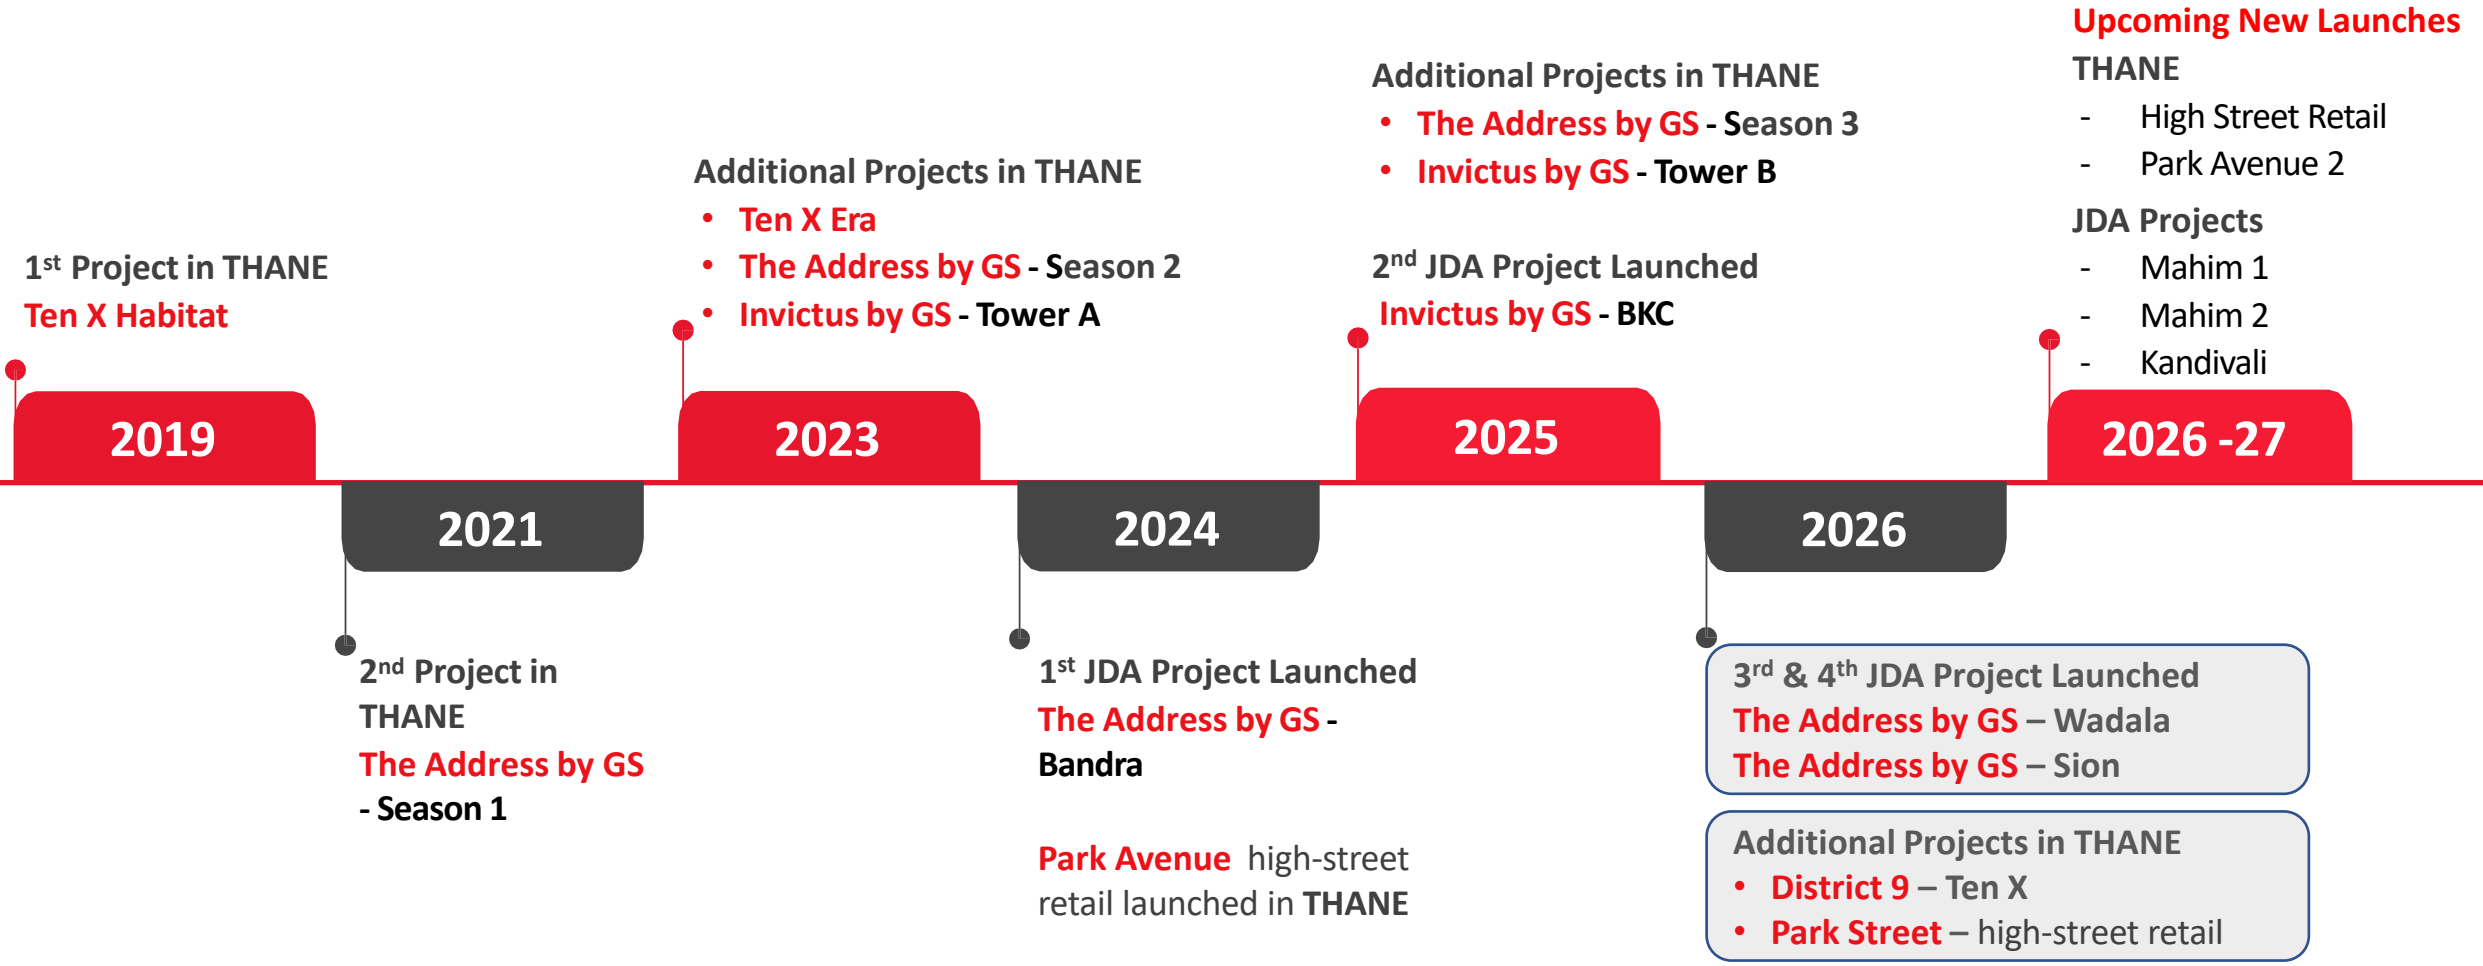 1st Project in THANE
Ten X Habitat
2019
2021
2nd Project in
THANE
The Address by GS
- Season 1
Additional Projects in THANE
• Ten X Era
• The Address by GS - Season 2
• Invictus by GS - Tower A
2023
2024
1st JDA Project Launched
The Address by GS -
Bandra
Park Avenue high-street
retail launched in THANE
Additional Projects in THANE
• The Address by GS - Season 3
• Invictus by GS - Tower B
2nd JDA Project Launched
Invictus by GS - BKC
2025
2026
3rd & 4th JDA Project Launched
The Address by GS – Wadala
The Address by GS – Sion
Additional Projects in THANE
• District 9 – Ten X
• Park Street – high-street retail
Upcoming New Launches
THANE
- High Street Retail
- Park Avenue 2
JDA Projects
- Mahim 1
- Mahim 2
- Kandivali
2026 -27